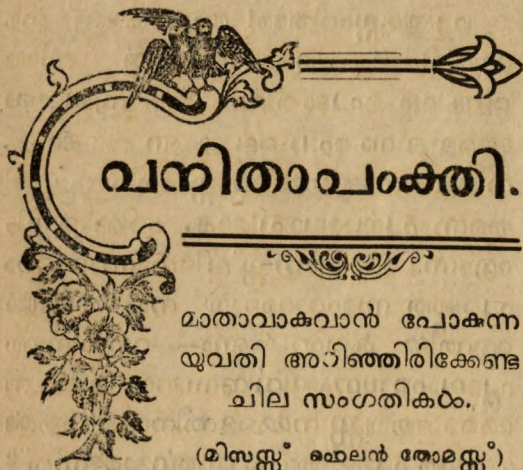 വനിതാപംക്തി.
മാതാവാകുവാൻ പോകുന്ന
യുവതി അറിഞ്ഞിരിക്കേണ്ട
ചില സംഗതികൾ.
(മിസസ്സ് ഹെലൻ തോമസ്സ്)